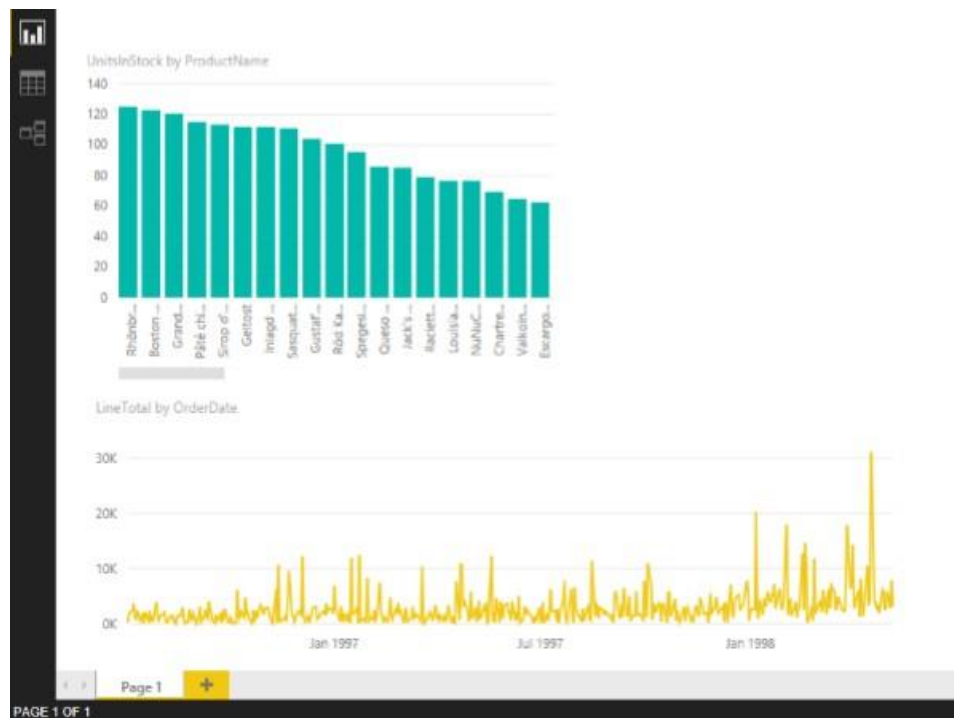 UnitsInStock by ProductName
140
120
100
80
60
40
20
0
Rhönbr...
Boston ...
Grand...
Pâté chi...
Sirop d'...
Geitost
Inlagd ...
Sasquat...
Gustaf'...
Röd Ka...
Spegesi...
Queso ...
Jack's ...
Raclett...
Louisia...
NuNuC...
Chartre...
Valkoin...
Escargo...
LineTotal by OrderDate
30K
20K
10K
0K
Jan 1997 Jul 1997 Jan 1998
Page 1 +
PAGE 1 OF 1